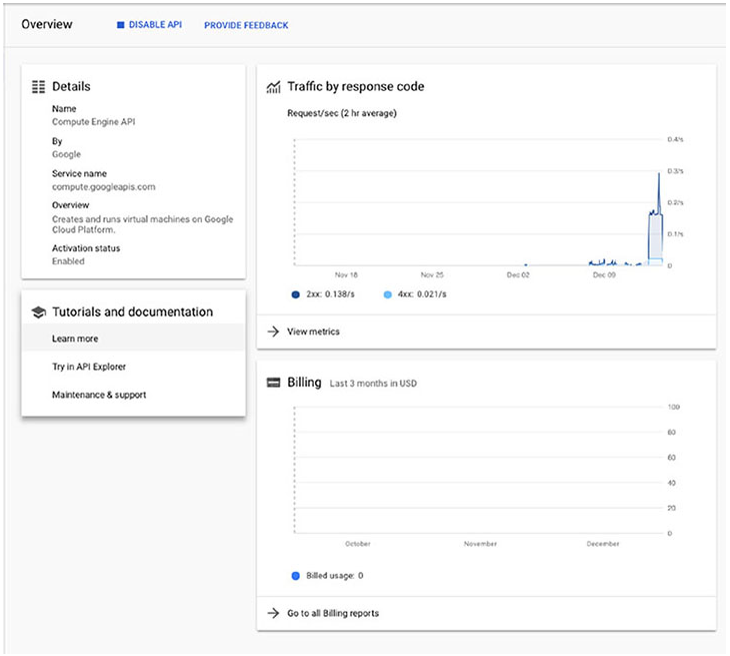 Overview
DISABLE API
PROVIDE FEEDBACK
Details
Name
Compute Engine API
By
Google
Service name
compute.googleapis.com
Overview
Creates and runs virtual machines on Google
Cloud Platform.
Activation status
Enabled
Tutorials and documentation
Learn more
Try in API Explorer
Maintenance & support
Traffic by response code
Request/sec (2 hr average)
0.4/s
0.3/s
0.2/s
0.1/s
0
Nov 18 Nov 25 Dec 02 Dec 09
2xx: 0.138/s 4xx: 0.021/s
View metrics
Billing Last 3 months in USD
100
80
60
40
20
0
October November December
Billed usage: 0
Go to all Billing reports